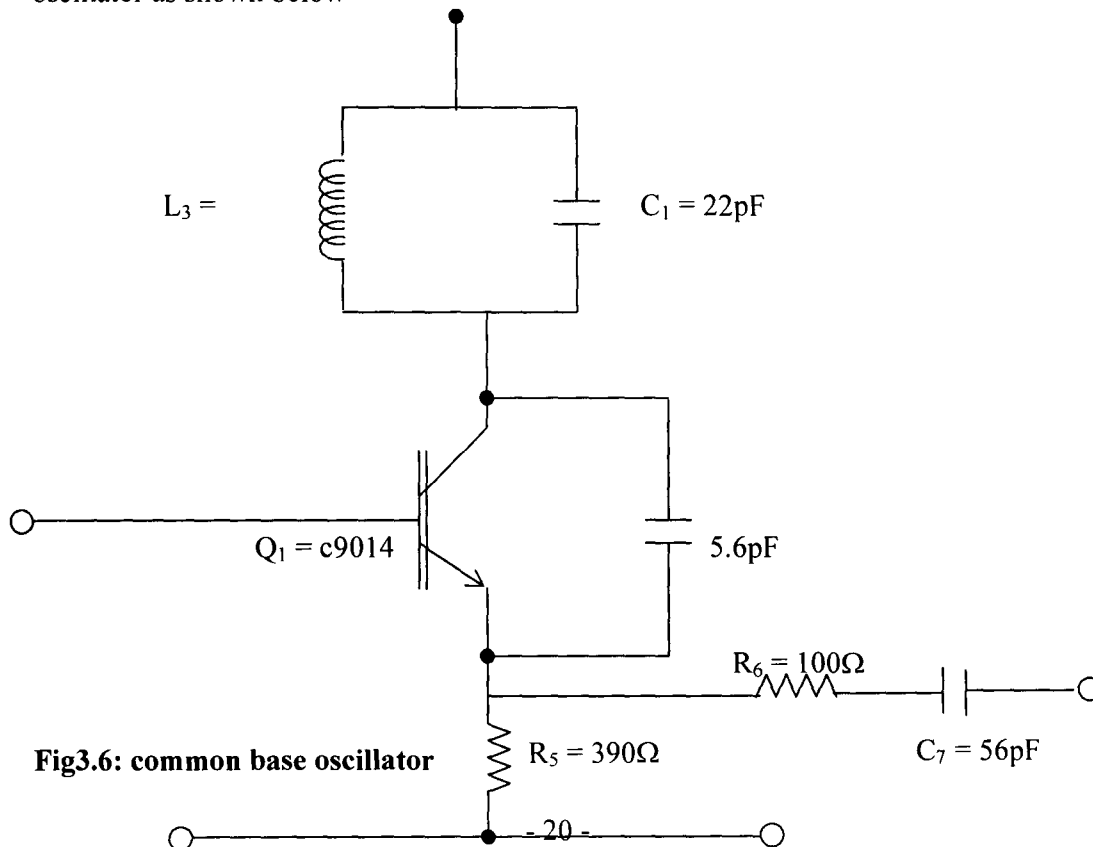 oscillator as shown below
L₃ =
C₁ = 22pF
Q₁ = c9014
5.6pF
R₆ = 100Ω
R₅ = 390Ω
C₇ = 56pF
Fig3.6: common base oscillator
- 20 -